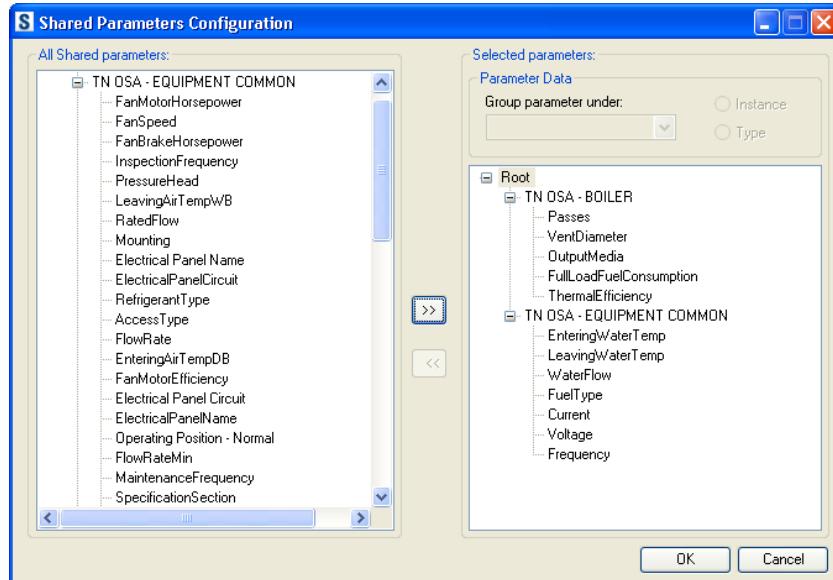 S Shared Parameters Configuration
All Shared parameters:
TN OSA - EQUIPMENT COMMON
FanMotorHorsepower
FanSpeed
FanBrakeHorsepower
InspectionFrequency
PressureHead
LeavingAirTempWB
RatedFlow
Mounting
Electrical Panel Name
ElectricalPanelCircuit
RefrigerantType
AccessType
FlowRate
EnteringAirTempDB
FanMotorEfficiency
Electrical Panel Circuit
ElectricalPanelName
Operating Position - Normal
FlowRateMin
MaintenanceFrequency
SpecificationSection
>>
<<
Selected parameters:
Parameter Data
Group parameter under:
Instance
Type
Root
TN OSA - BOILER
Passes
VentDiameter
OutputMedia
FullLoadFuelConsumption
ThermalEfficiency
TN OSA - EQUIPMENT COMMON
EnteringWaterTemp
LeavingWaterTemp
WaterFlow
FuelType
Current
Voltage
Frequency
OK
Cancel